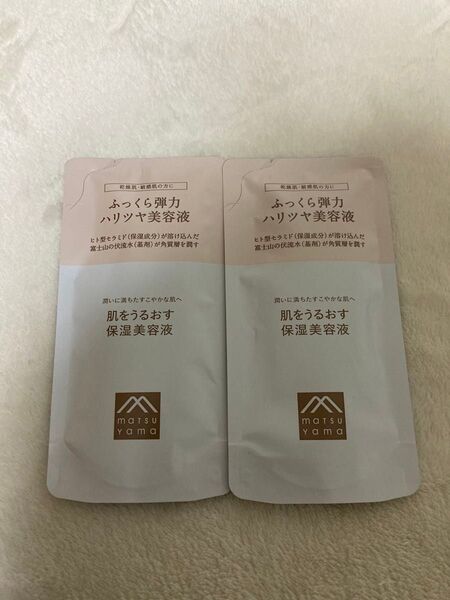 乾燥肌・敏感肌の方に
ふっくら弾力
ハリツヤ美容液
ヒト型セラミド(保湿成分)が溶け込んだ
富士山の伏流水(基剤)が角質層を潤す
潤いに満ちたすこやかな肌へ
肌をうるおす
保湿美容液
matsu
yama
乾燥肌・敏感肌の方に
ふっくら弾力
ハリツヤ美容液
ヒト型セラミド(保湿成分)が溶け込んだ
富士山の伏流水(基剤)が角質層を潤す
潤いに満ちたすこやかな肌へ
肌をうるおす
保湿美容液
matsu
yama